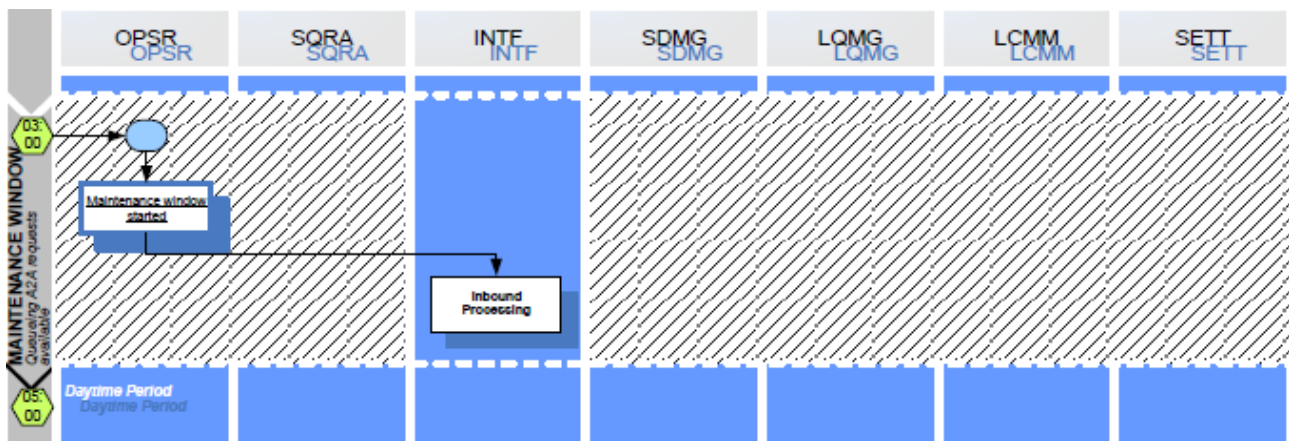 OPSR SQRA INTF SDMG LQMG LCMM SETT
OPSR SQRA INTF SDMG LQMG LCMM SETT
03:
00
MAINTENANCE WINDOW
Queueing A2A requests
available
Maintenance window
started
Inbound
Processing
05:
00
Daytime Period
Daytime Period